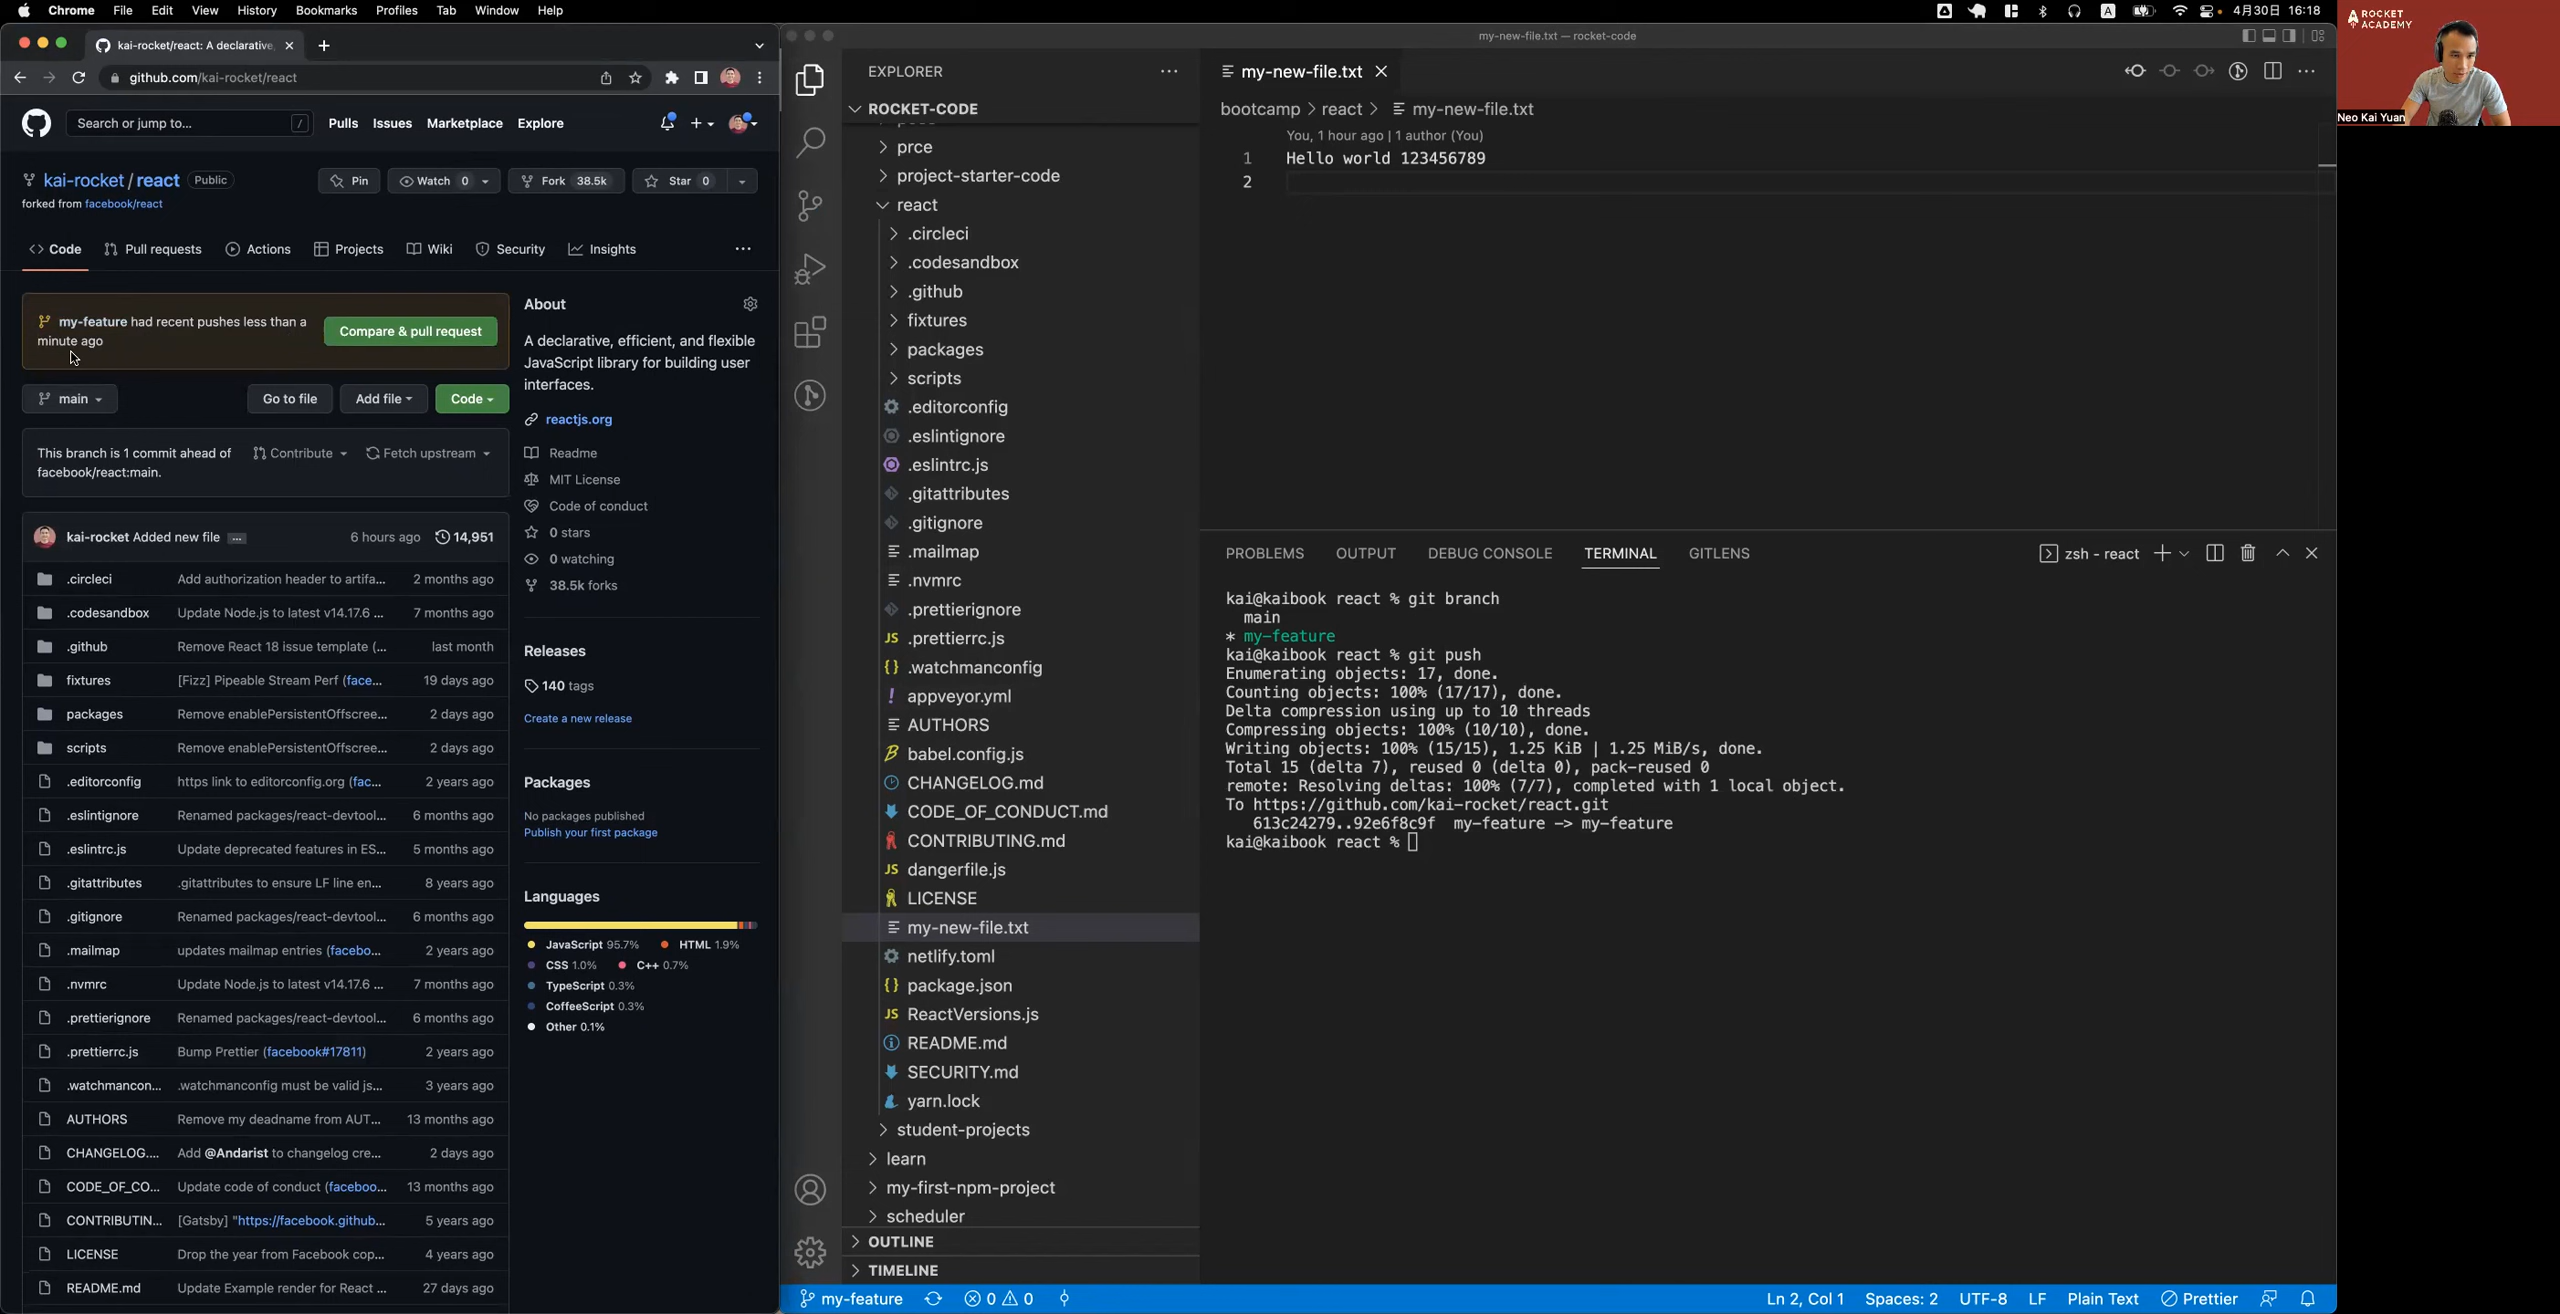 Chrome File Edit View History Bookmarks Profiles Tab Window Help
A 4月30日 16:18
kai-rocket/react: A declarative,
github.com/kai-rocket/react
Search or jump to... /
Pulls Issues Marketplace Explore
kai-rocket / react Public
Pin Watch 0 Fork 38.5k Star 0
forked from facebook/react
Code Pull requests Actions Projects Wiki Security Insights
my-feature had recent pushes less than a
minute ago
Compare & pull request
main Go to file Add file Code
This branch is 1 commit ahead of
facebook/react:main.
Contribute Fetch upstream
kai-rocket Added new file ... 6 hours ago 14,951
.circleci Add authorization header to artifa... 2 months ago
.codesandbox Update Node.js to latest v14.17.6 ... 7 months ago
.github Remove React 18 issue template (... last month
fixtures [Fizz] Pipeable Stream Perf (face... 19 days ago
packages Remove enablePersistentOffscree... 2 days ago
scripts Remove enablePersistentOffscree... 2 days ago
.editorconfig https link to editorconfig.org (fac... 2 years ago
.eslintignore Renamed packages/react-devtool... 6 months ago
.eslintrc.js Update deprecated features in ES... 5 months ago
.gitattributes .gitattributes to ensure LF line en... 8 years ago
.gitignore Renamed packages/react-devtool... 6 months ago
.mailmap updates mailmap entries (facebo... 2 years ago
.nvmrc Update Node.js to latest v14.17.6 ... 7 months ago
.prettierignore Renamed packages/react-devtool... 6 months ago
.prettierrc.js Bump Prettier (facebook#17811) 2 years ago
.watchmancon... .watchmanconfig must be valid js... 3 years ago
AUTHORS Remove my deadname from AUT... 13 months ago
CHANGELOG.... Add @Andarist to changelog cre... 2 days ago
CODE_OF_CO... Update code of conduct (faceboo... 13 months ago
CONTRIBUTIN... [Gatsby] "https://facebook.github... 5 years ago
LICENSE Drop the year from Facebook cop... 4 years ago
README.md Update Example render for React ... 27 days ago
About
A declarative, efficient, and flexible
JavaScript library for building user
interfaces.
reactjs.org
Readme
MIT License
Code of conduct
0 stars
0 watching
38.5k forks
Releases
140 tags
Create a new release
Packages
No packages published
Publish your first package
Languages
JavaScript 95.7% HTML 1.9%
CSS 1.0% C++ 0.7%
TypeScript 0.3%
CoffeeScript 0.3%
Other 0.1%
my-new-file.txt — rocket-code
EXPLORER
ROCKET-CODE
prce
project-starter-code
react
.circleci
.codesandbox
.github
fixtures
packages
scripts
.editorconfig
.eslintignore
.eslintrc.js
.gitattributes
.gitignore
.mailmap
.nvmrc
.prettierignore
JS .prettierrc.js
{} .watchmanconfig
! appveyor.yml
AUTHORS
babel.config.js
CHANGELOG.md
CODE_OF_CONDUCT.md
CONTRIBUTING.md
JS dangerfile.js
LICENSE
my-new-file.txt
netlify.toml
{} package.json
JS ReactVersions.js
README.md
SECURITY.md
yarn.lock
student-projects
learn
my-first-npm-project
scheduler
OUTLINE
TIMELINE
my-new-file.txt
bootcamp > react > my-new-file.txt
You, 1 hour ago | 1 author (You)
1 Hello world 123456789
2
PROBLEMS OUTPUT DEBUG CONSOLE TERMINAL GITLENS
zsh - react
kai@kaibook react % git branch
main
* my-feature
kai@kaibook react % git push
Enumerating objects: 17, done.
Counting objects: 100% (17/17), done.
Delta compression using up to 10 threads
Compressing objects: 100% (10/10), done.
Writing objects: 100% (15/15), 1.25 KiB | 1.25 MiB/s, done.
Total 15 (delta 7), reused 0 (delta 0), pack-reused 0
remote: Resolving deltas: 100% (7/7), completed with 1 local object.
To https://github.com/kai-rocket/react.git
613c24279..92e6f8c9f my-feature -> my-feature
kai@kaibook react %
my-feature 0 0
Ln 2, Col 1 Spaces: 2 UTF-8 LF Plain Text Prettier
ROCKET
ACADEMY
Neo Kai Yuan